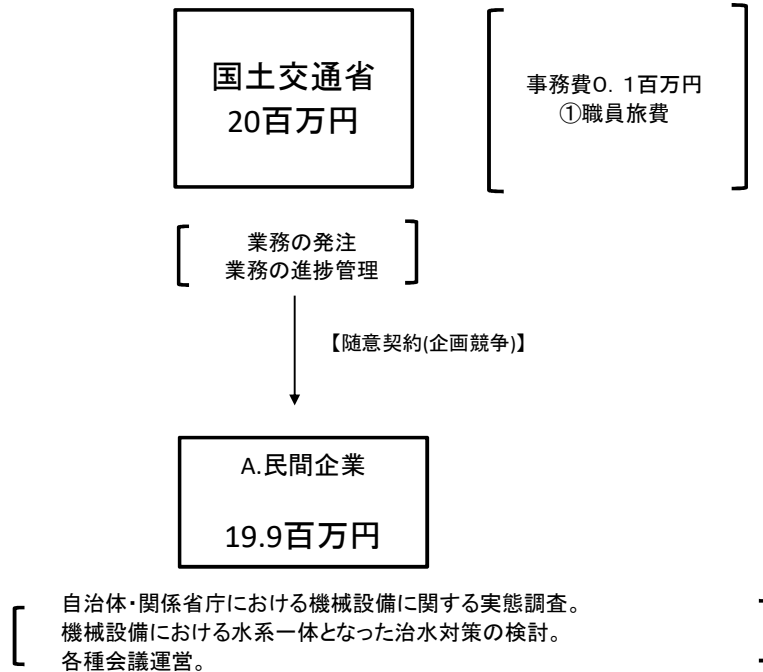 国土交通省
20百万円
事務費0.1百万円
①職員旅費
業務の発注
業務の進捗管理
【随意契約(企画競争)】
A.民間企業
19.9百万円
自治体・関係省庁における機械設備に関する実態調査。
機械設備における水系一体となった治水対策の検討。
各種会議運営。